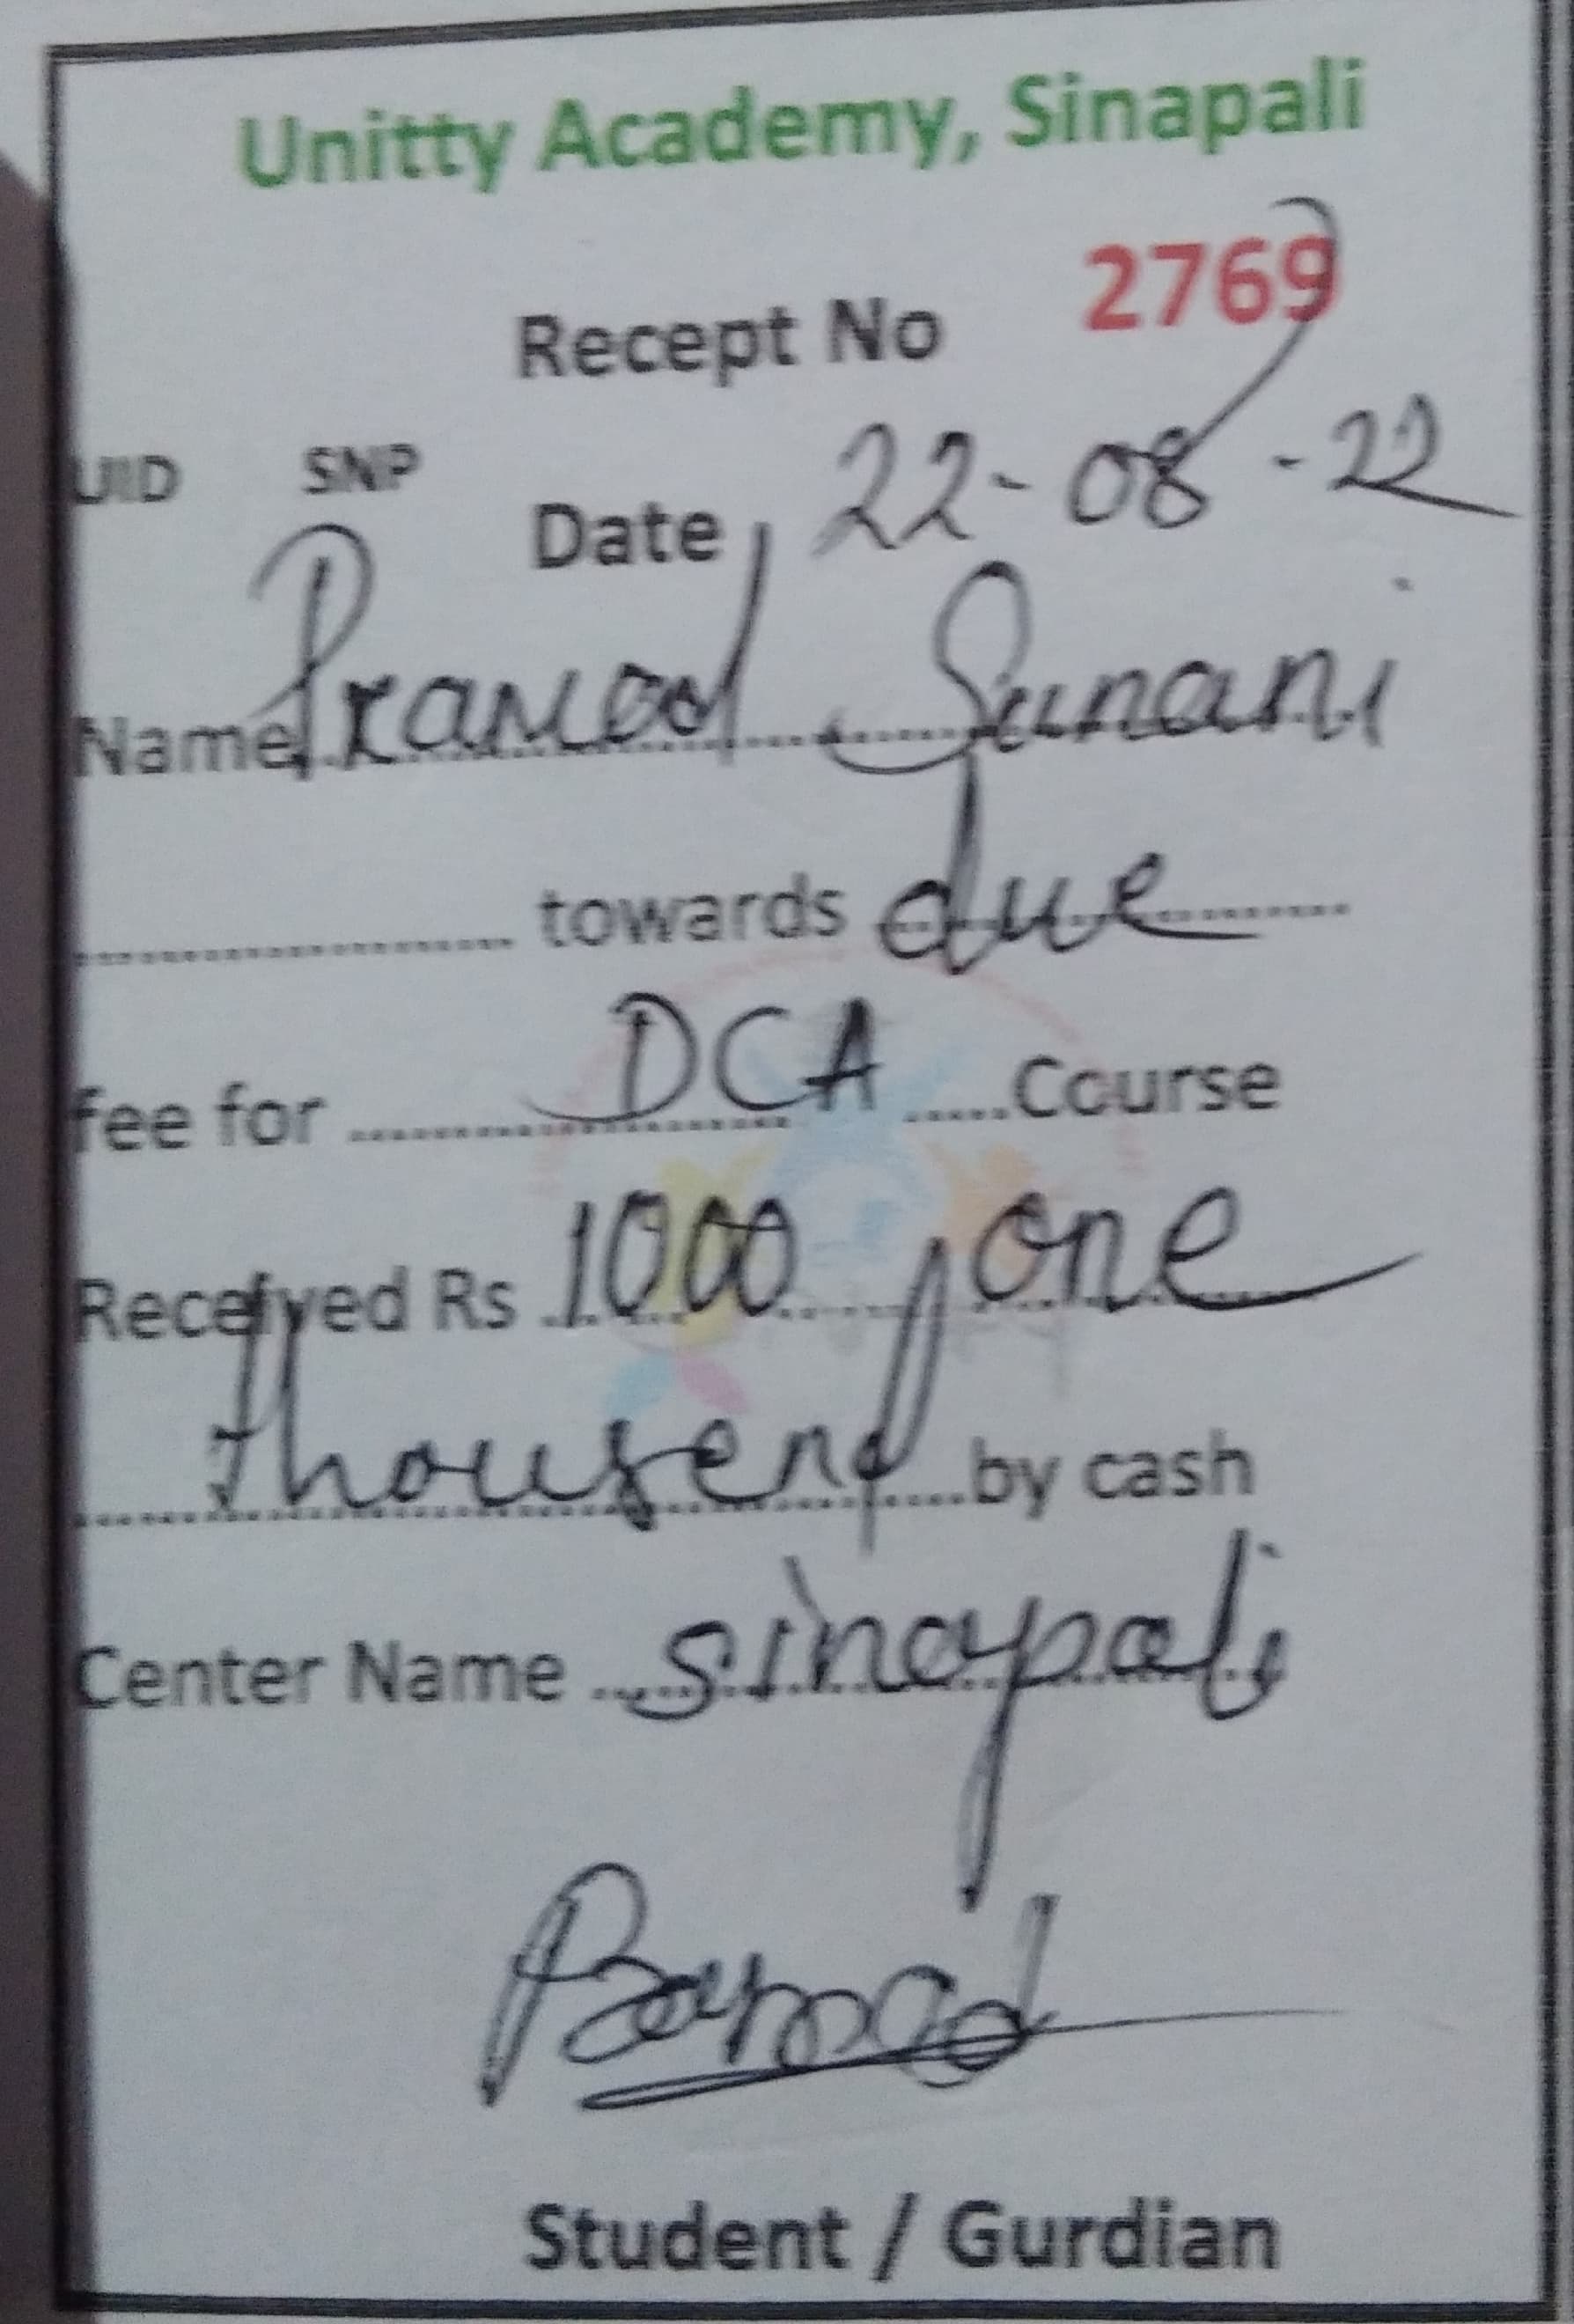 Unitty Academy, Sinapali
Recept No 2769
UID SNP
Date 22-08-22
Name Pramod Sunani
towards due
fee for DCA Course
Received Rs 1000 one
thousend by cash
Center Name sinapali
Student / Gurdian